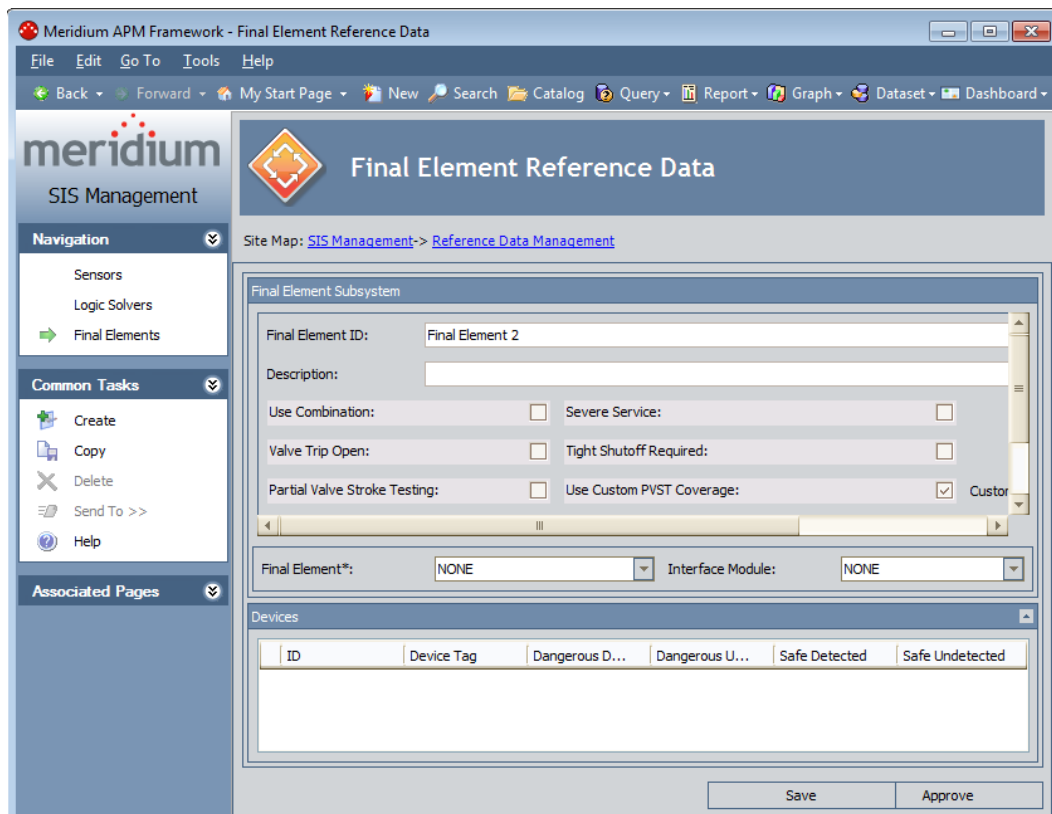 Meridium APM Framework - Final Element Reference Data
File Edit Go To Tools Help
Back Forward My Start Page New Search Catalog Query Report Graph Dataset Dashboard
meridium
SIS Management
Final Element Reference Data
Site Map: SIS Management-> Reference Data Management
Navigation
Sensors
Logic Solvers
Final Elements
Common Tasks
Create
Copy
Delete
Send To >>
Help
Associated Pages
Final Element Subsystem
Final Element ID: Final Element 2
Description:
Use Combination: Severe Service:
Valve Trip Open: Tight Shutoff Required:
Partial Valve Stroke Testing: Use Custom PVST Coverage: Custor
Final Element*: NONE Interface Module: NONE
Devices
ID Device Tag Dangerous D... Dangerous U... Safe Detected Safe Undetected
Save Approve